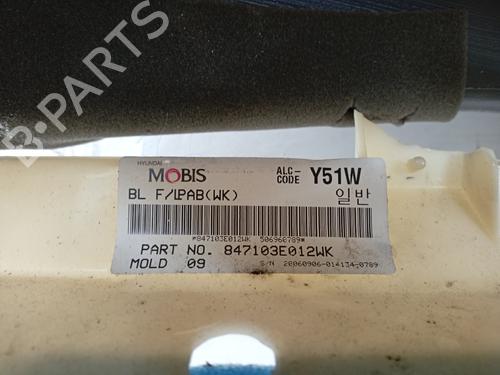 B-PARTS
HYUNDAI
MOBIS
ALC-CODE Y51W
BL F/LPAB(WK) 일반
*847103E012WK 506968789*
PART NO. 847103E012WK
MOLD 09 S/N 20060906-014134-0789